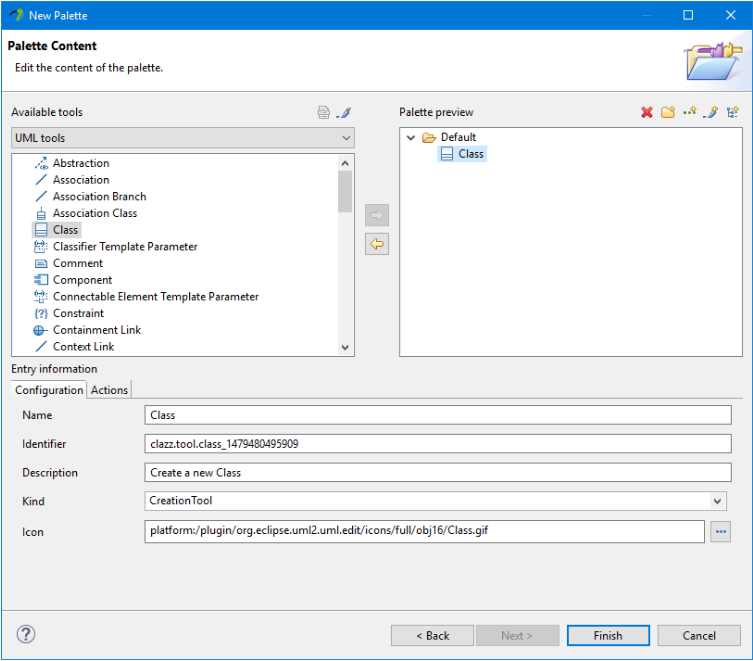 New Palette
Palette Content
Edit the content of the palette.
Available tools
Palette preview
UML tools
Default
Class
Abstraction
Association
Association Branch
Association Class
Class
Classifier Template Parameter
Comment
Component
Connectable Element Template Parameter
{?} Constraint
Containment Link
Context Link
Entry information
Configuration Actions
Name Class
Identifier clazz.tool.class_1479480495909
Description Create a new Class
Kind CreationTool
Icon platform:/plugin/org.eclipse.uml2.uml.edit/icons/full/obj16/Class.gif ...
? < Back Next > Finish Cancel